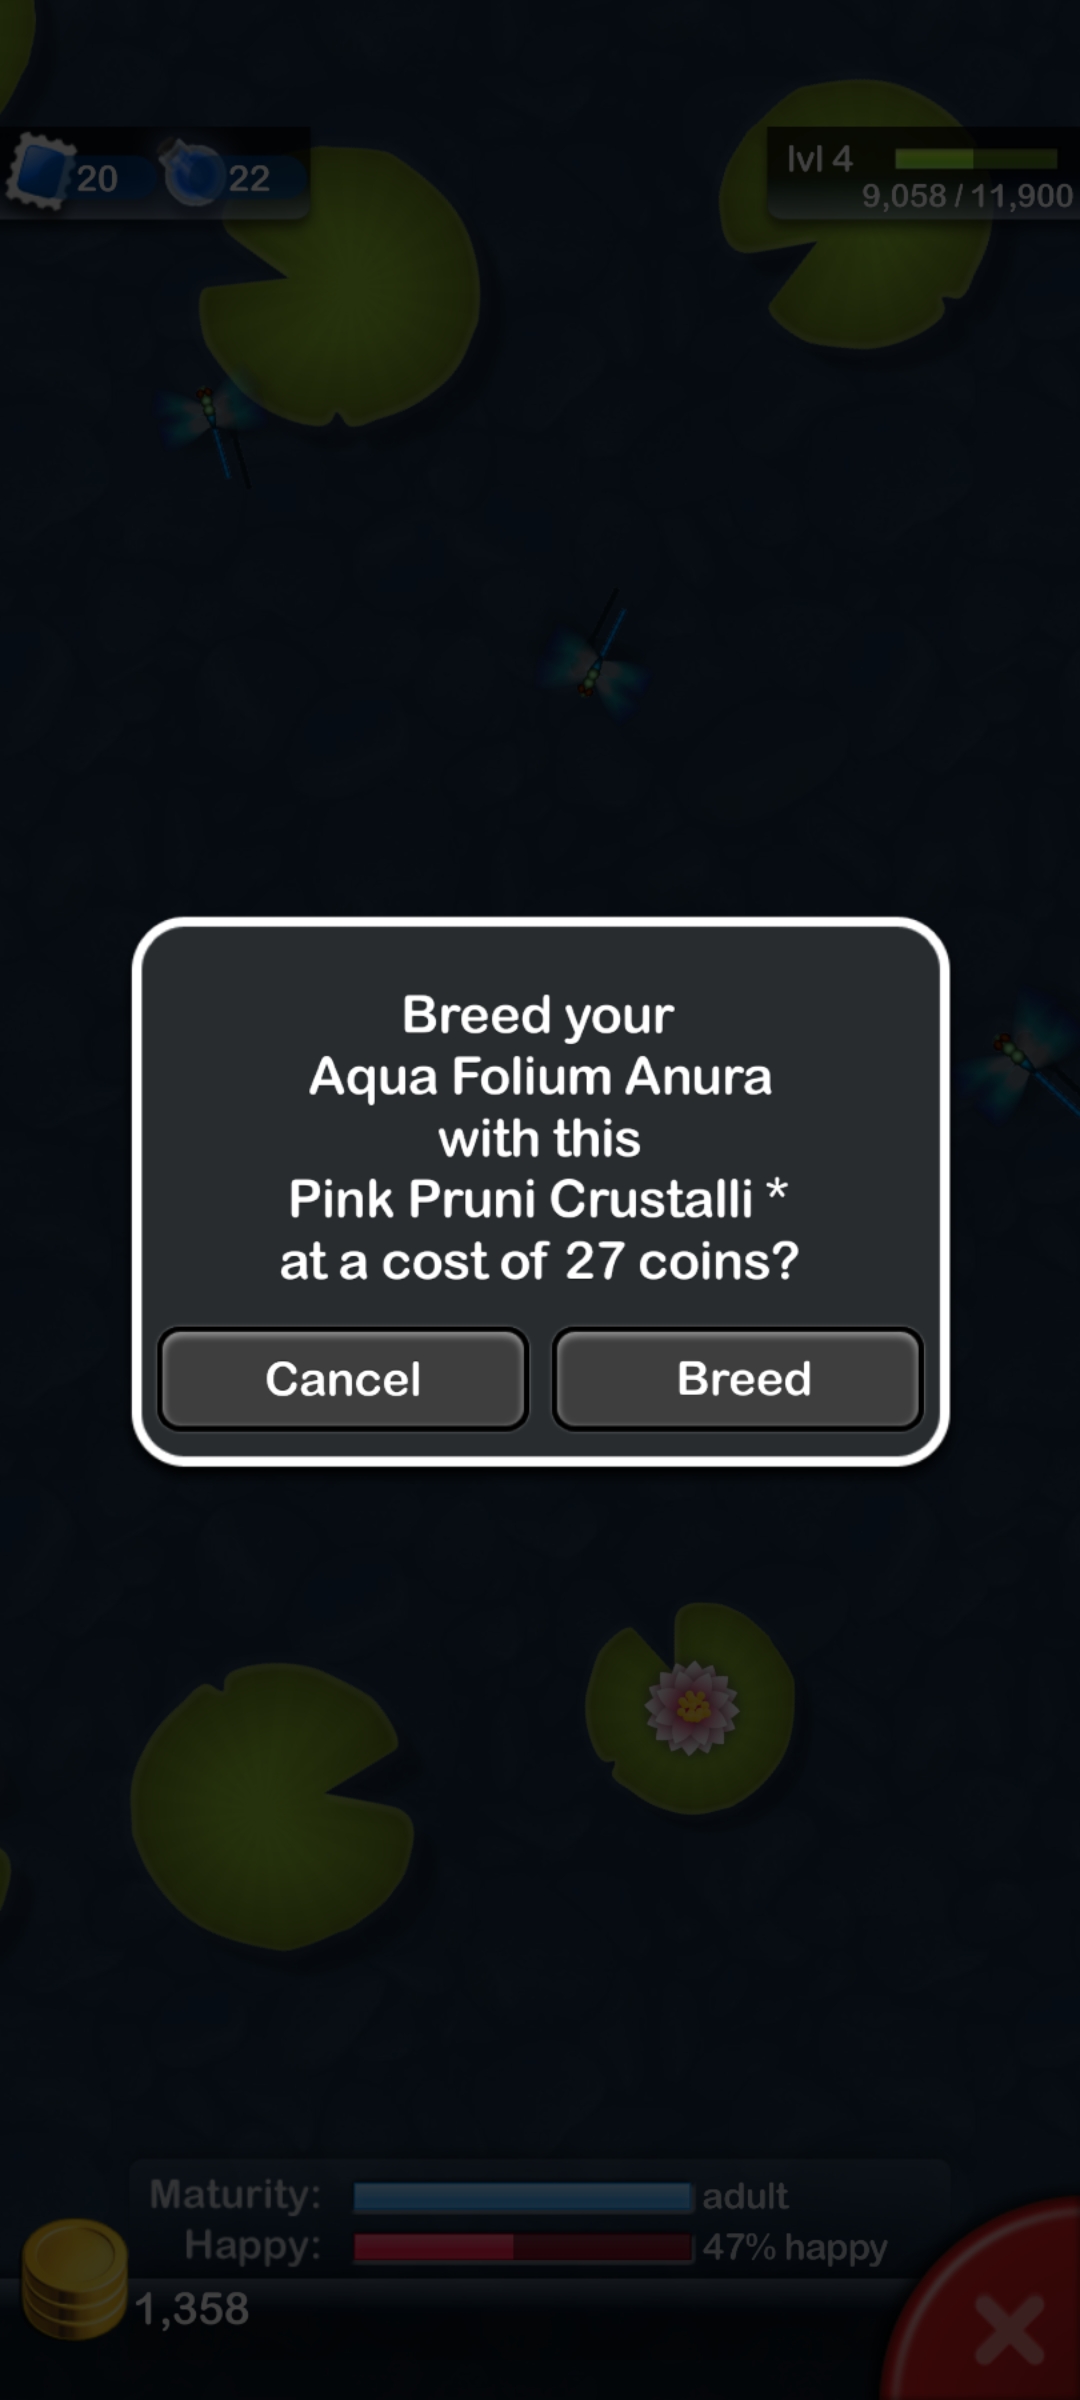 20 22
lvl 4
9,058 / 11,900
Breed your
Aqua Folium Anura
with this
Pink Pruni Crustalli *
at a cost of 27 coins?
Cancel Breed
Maturity: adult
Happy: 47% happy
1,358